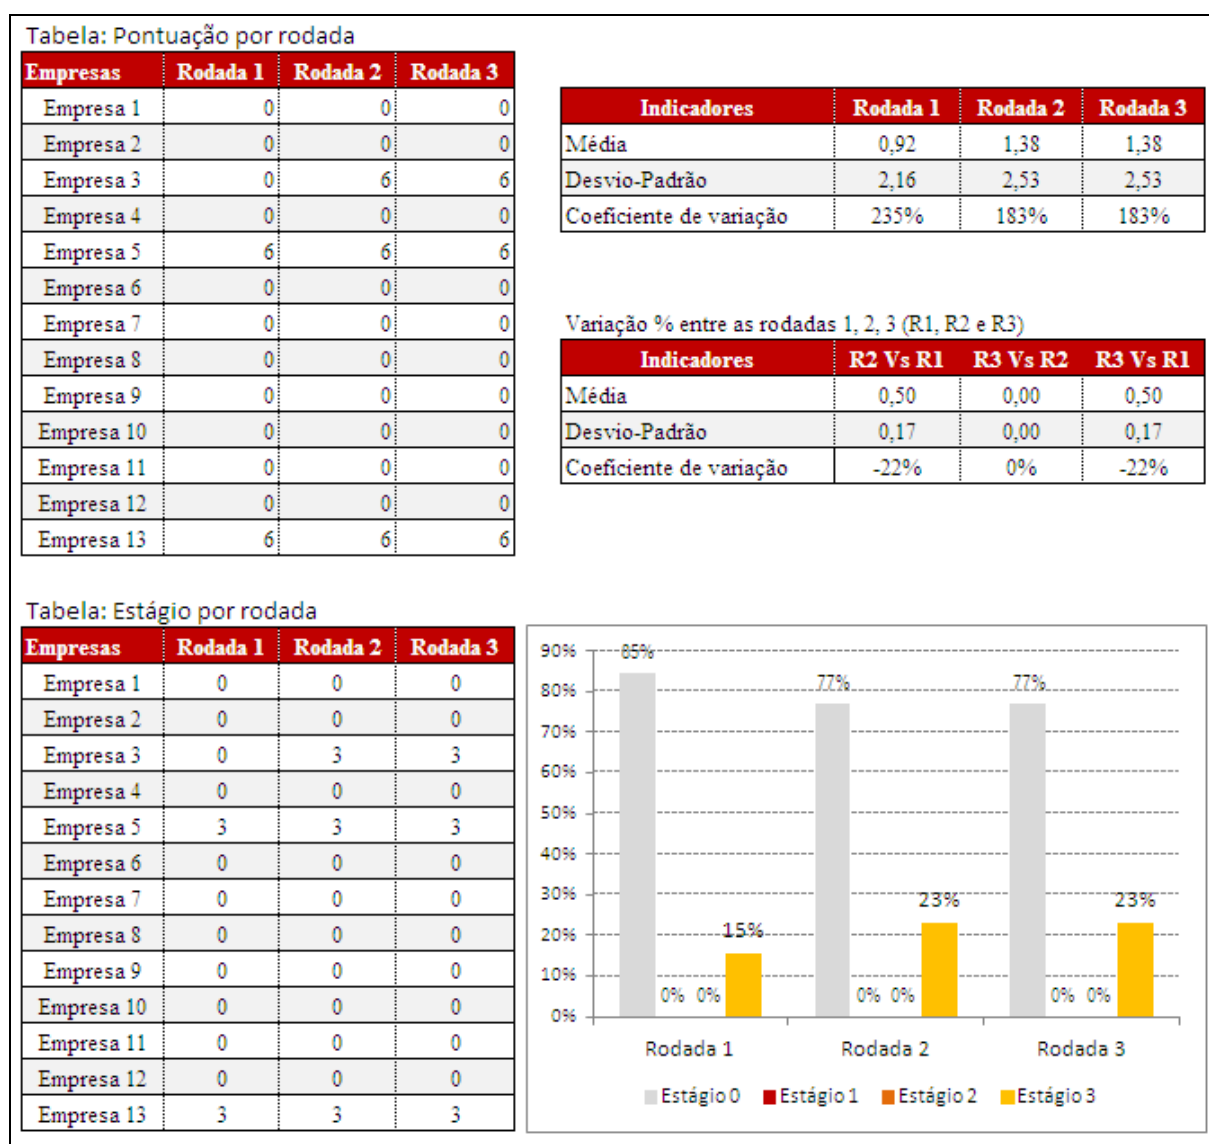 Tabela: Pontuação por rodada
Empresas Rodada 1 Rodada 2 Rodada 3
Empresa 1 0 0 0
Empresa 2 0 0 0
Empresa 3 0 6 6
Empresa 4 0 0 0
Empresa 5 6 6 6
Empresa 6 0 0 0
Empresa 7 0 0 0
Empresa 8 0 0 0
Empresa 9 0 0 0
Empresa 10 0 0 0
Empresa 11 0 0 0
Empresa 12 0 0 0
Empresa 13 6 6 6
Indicadores Rodada 1 Rodada 2 Rodada 3
Média 0,92 1,38 1,38
Desvio-Padrão 2,16 2,53 2,53
Coeficiente de variação 235% 183% 183%
Variação % entre as rodadas 1, 2, 3 (R1, R2 e R3)
Indicadores R2 Vs R1 R3 Vs R2 R3 Vs R1
Média 0,50 0,00 0,50
Desvio-Padrão 0,17 0,00 0,17
Coeficiente de variação -22% 0% -22%
Tabela: Estágio por rodada
Empresas Rodada 1 Rodada 2 Rodada 3
Empresa 1 0 0 0
Empresa 2 0 0 0
Empresa 3 0 3 3
Empresa 4 0 0 0
Empresa 5 3 3 3
Empresa 6 0 0 0
Empresa 7 0 0 0
Empresa 8 0 0 0
Empresa 9 0 0 0
Empresa 10 0 0 0
Empresa 11 0 0 0
Empresa 12 0 0 0
Empresa 13 3 3 3
90%
80%
70%
60%
50%
40%
30%
20%
10%
0%
85% 0% 0% 15%
77% 0% 0% 23%
77% 0% 0% 23%
Rodada 1 Rodada 2 Rodada 3
Estágio 0 Estágio 1 Estágio 2 Estágio 3